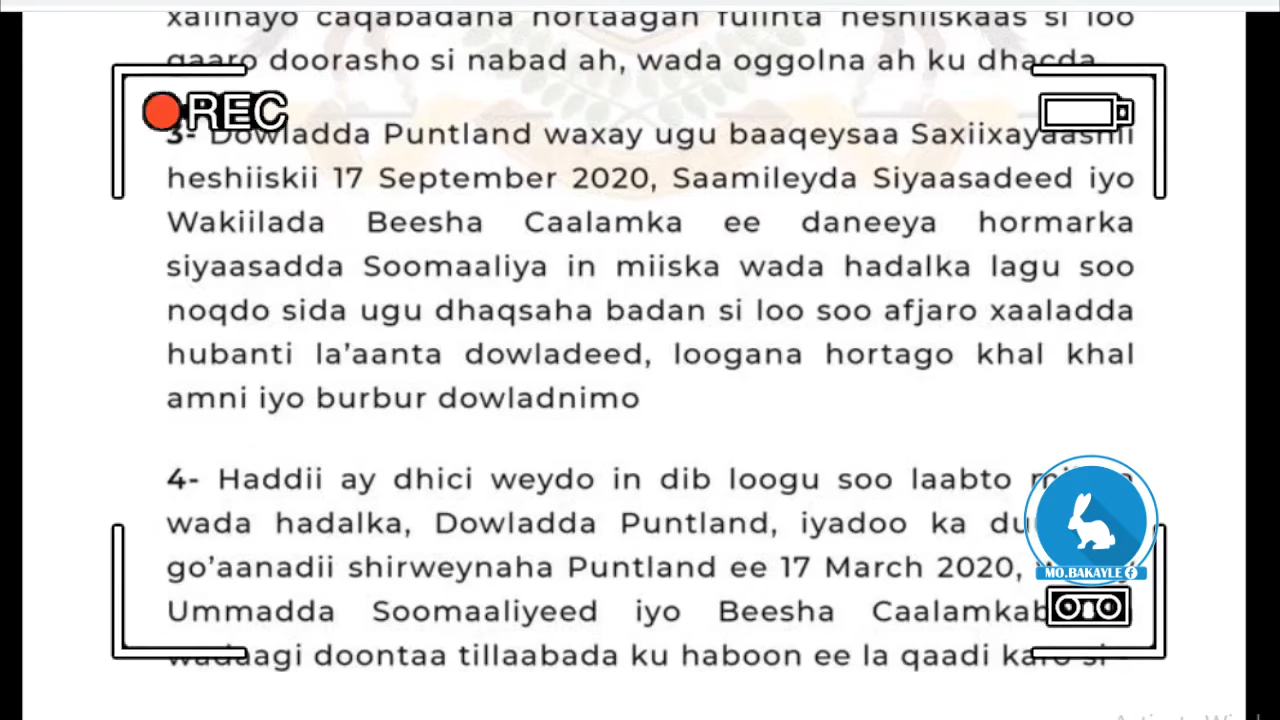 xallinayo caqabadaha hortaagan fulinta heshiiskaas si loo
qaaro doorasho si nabad ah, wada oggolna ah ku dhacda
REC
3- Dowladda Puntland waxay ugu baaqeysaa Saxiixayaashii
heshiiskii 17 September 2020, Saamileyda Siyaasadeed iyo
Wakiilada Beesha Caalamka ee daneeya hormarka
siyaasadda Soomaaliya in miiska wada hadalka lagu soo
noqdo sida ugu dhaqsaha badan si loo soo afjaro xaaladda
hubanti la’aanta dowladeed, loogana hortago khal khal
amni iyo burbur dowladnimo
4- Haddii ay dhici weydo in dib loogu soo laabto
wada hadalka, Dowladda Puntland, iyadoo ka
go’aanadii shirweynaha Puntland ee 17 March 2020,
MO.BAKAYLE
Ummadda Soomaaliyeed iyo Beesha
wadaagi doontaa tillaabada ku haboon ee la qaadi karo si